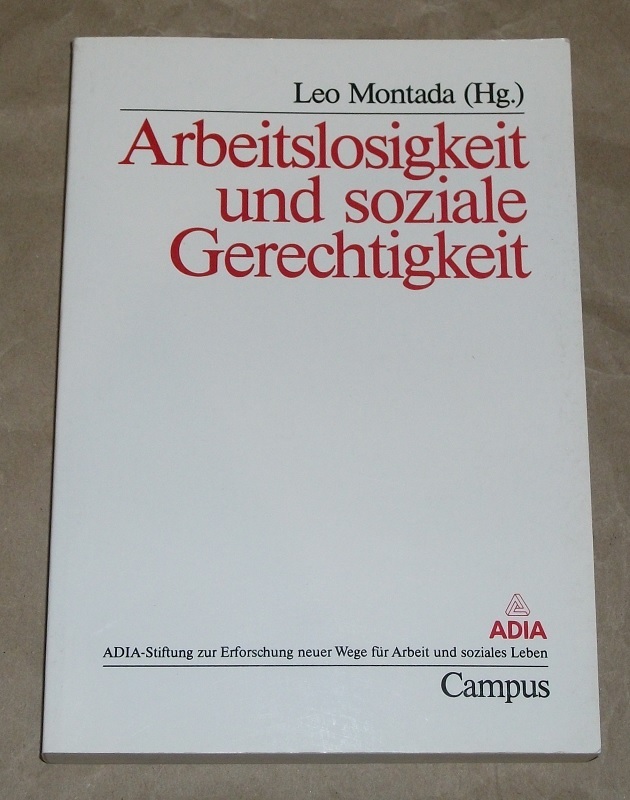 Leo Montada (Hg.)
Arbeitslosigkeit
und soziale
Gerechtigkeit
ADIA
ADIA-Stiftung zur Erforschung neuer Wege für Arbeit und soziales Leben
Campus